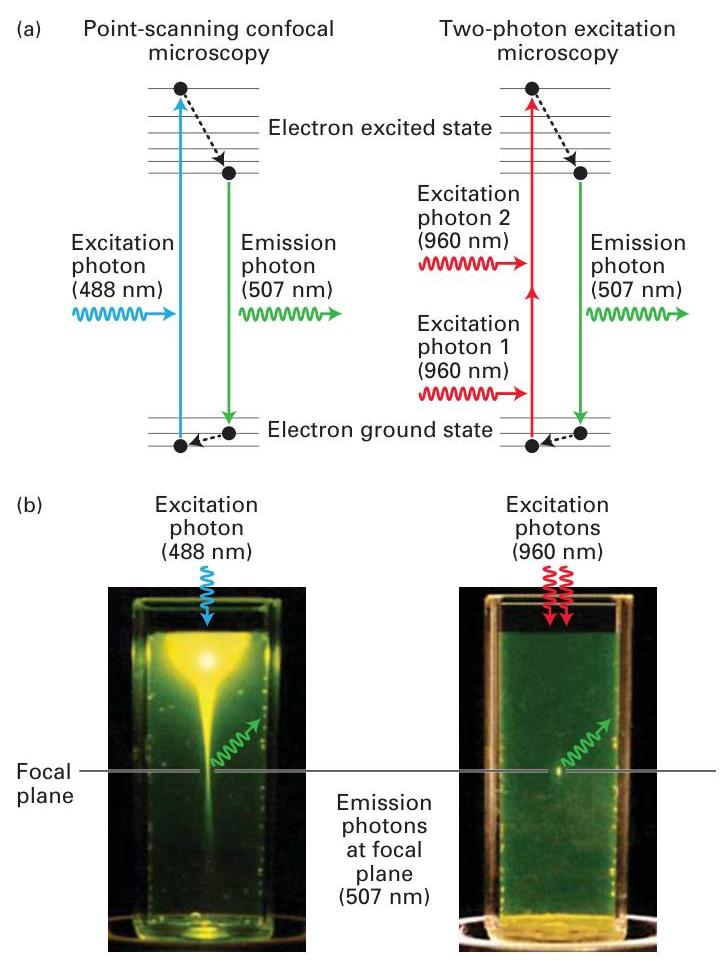 (a)
Point-scanning confocal
microscopy
Two-photon excitation
microscopy
Electron excited state
Excitation
photon
(488 nm)
Emission
photon
(507 nm)
Excitation
photon 2
(960 nm)
Excitation
photon 1
(960 nm)
Emission
photon
(507 nm)
Electron ground state
(b)
Excitation
photon
(488 nm)
Excitation
photons
(960 nm)
Focal
plane
Emission
photons
at focal
plane
(507 nm)